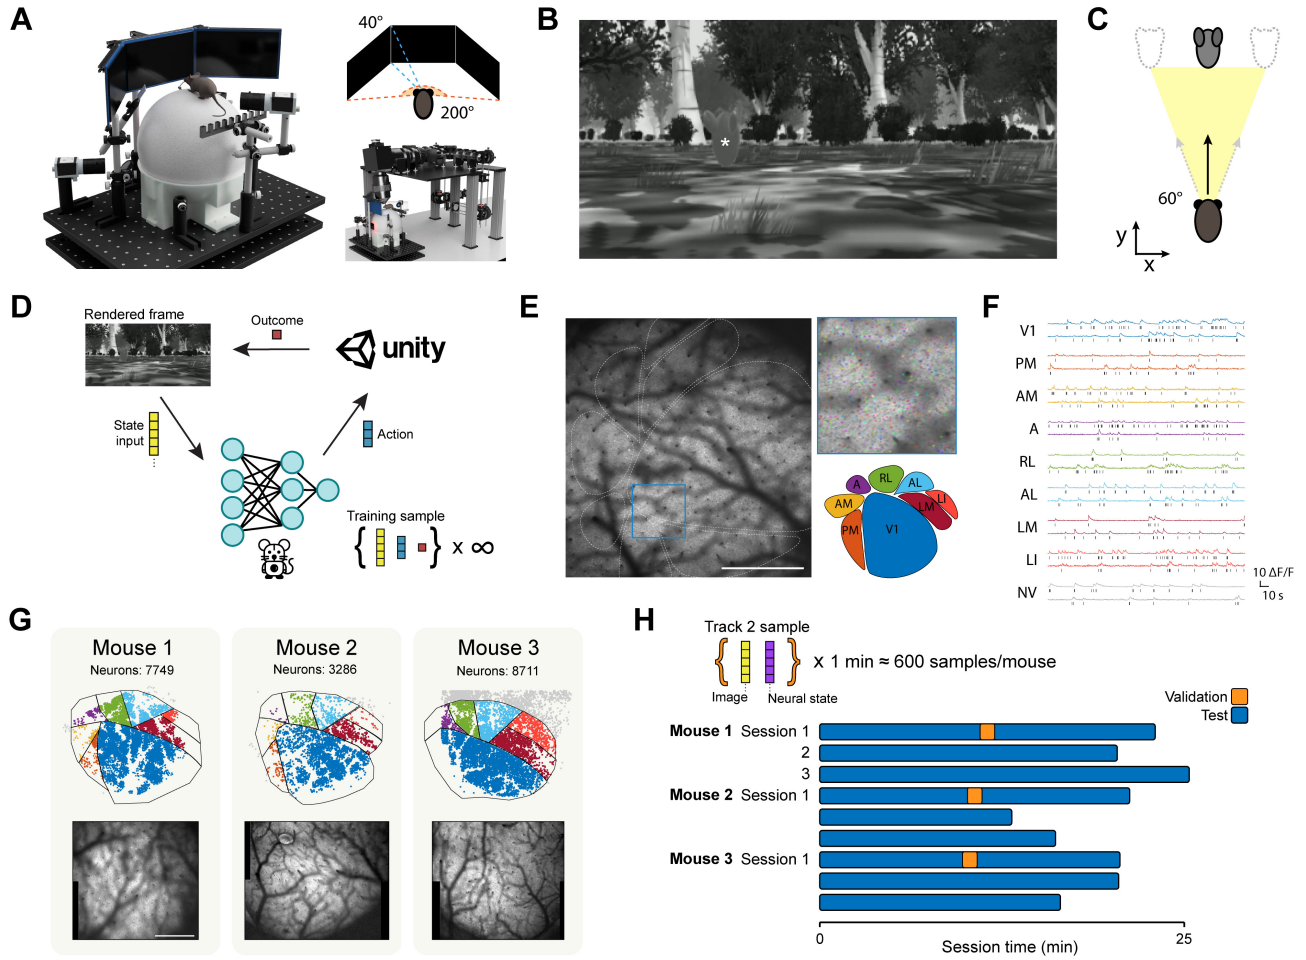 A
40°
200°
B
*
C
60°
y
x
D
Rendered frame
Outcome
unity
State
input
Action
Training sample
{ } x ∞
E
A
RL
AL
LI
AM
LM
PM
V1
F
V1
PM
AM
A
RL
AL
LM
LI
NV
10 ΔF/F
10 s
G
Mouse 1
Neurons: 7749
Mouse 2
Neurons: 3286
Mouse 3
Neurons: 8711
H
Track 2 sample
{ } x 1 min ≈ 600 samples/mouse
Image Neural state
Validation
Test
Mouse 1 Session 1
2
3
Mouse 2 Session 1
Mouse 3 Session 1
0 25
Session time (min)